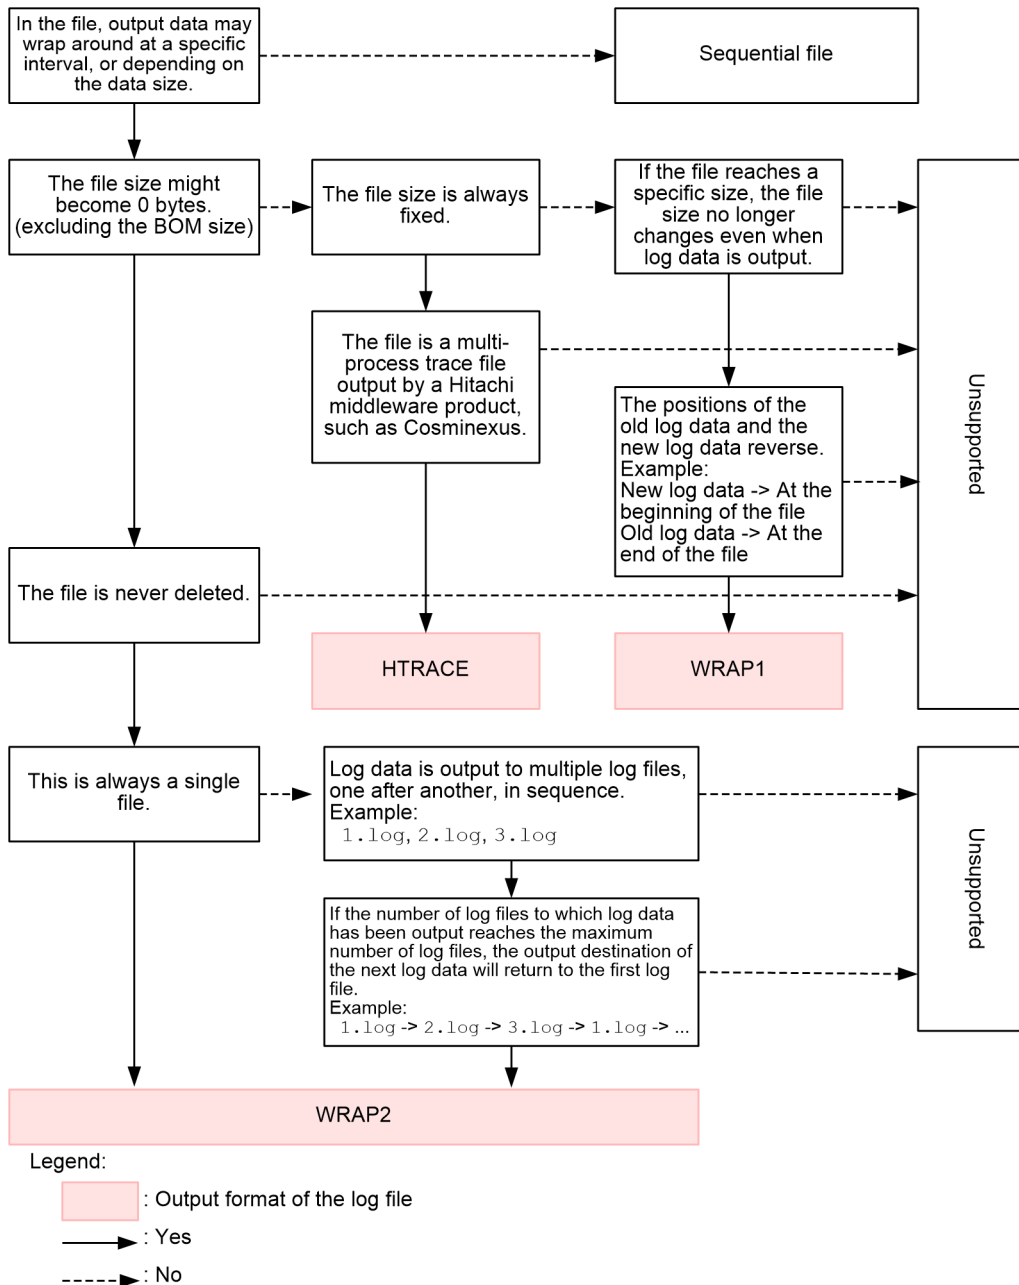 In the file, output data may
wrap around at a specific
interval, or depending on
the data size.
Sequential file
The file size might
become 0 bytes.
(excluding the BOM size)
The file size is always
fixed.
If the file reaches a
specific size, the file
size no longer
changes even when
log data is output.
The file is a multi-
process trace file
output by a Hitachi
middleware product,
such as Cosminexus.
The positions of the
old log data and the
new log data reverse.
Example:
New log data -> At the
beginning of the file
Old log data -> At the
end of the file
Unsupported
The file is never deleted.
HTRACE
WRAP1
This is always a single
file.
Log data is output to multiple log files,
one after another, in sequence.
Example:
1.log, 2.log, 3.log
If the number of log files to which log data
has been output reaches the maximum
number of log files, the output destination of
the next log data will return to the first log
file.
Example:
1.log -> 2.log -> 3.log -> 1.log -> ...
Unsupported
WRAP2
Legend:
: Output format of the log file
: Yes
: No